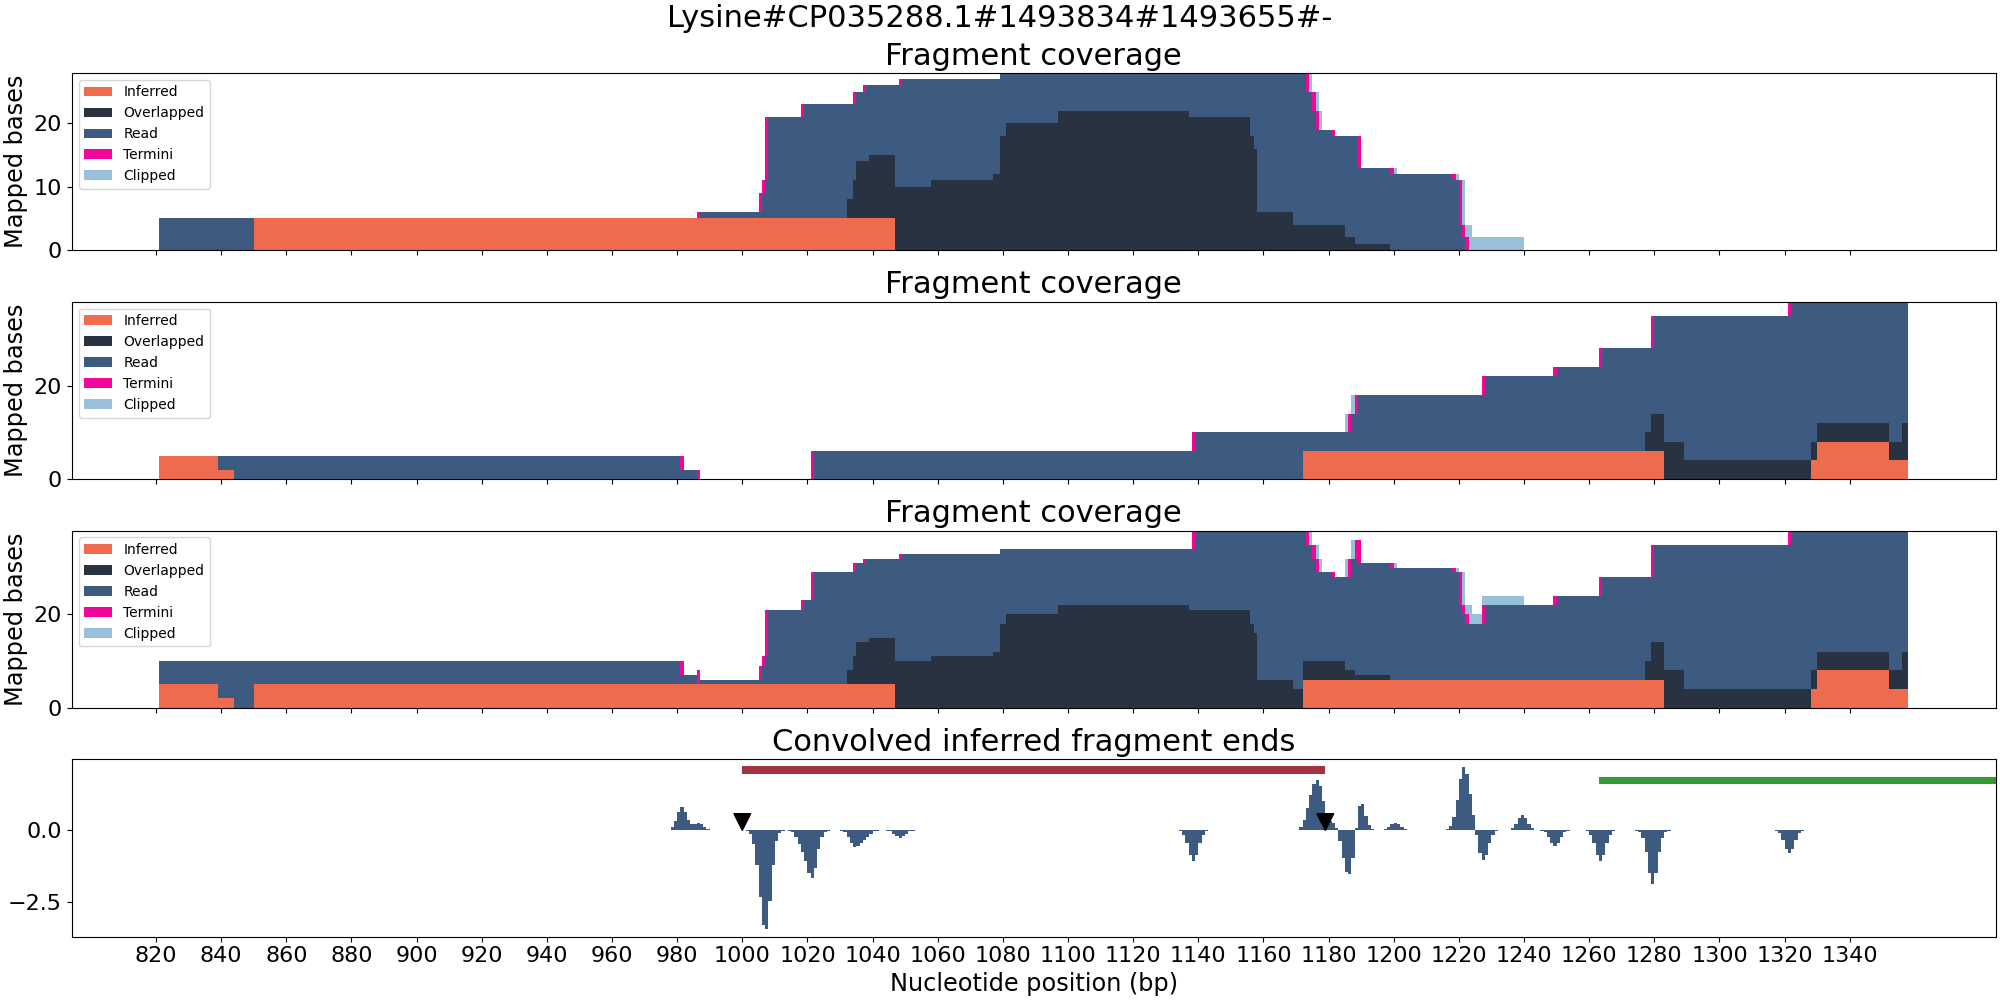 Lysine#CP035288.1#1493834#1493655#-
Fragment coverage
Mapped bases
20
10
0
Inferred
Overlapped
Read
Termini
Clipped
Fragment coverage
Mapped bases
20
0
Inferred
Overlapped
Read
Termini
Clipped
Fragment coverage
Mapped bases
20
0
Inferred
Overlapped
Read
Termini
Clipped
Convolved inferred fragment ends
0.0
−2.5
820 840 860 880 900 920 940 960 980 1000 1020 1040 1060 1080 1100 1120 1140 1160 1180 1200 1220 1240 1260 1280 1300 1320 1340
Nucleotide position (bp)